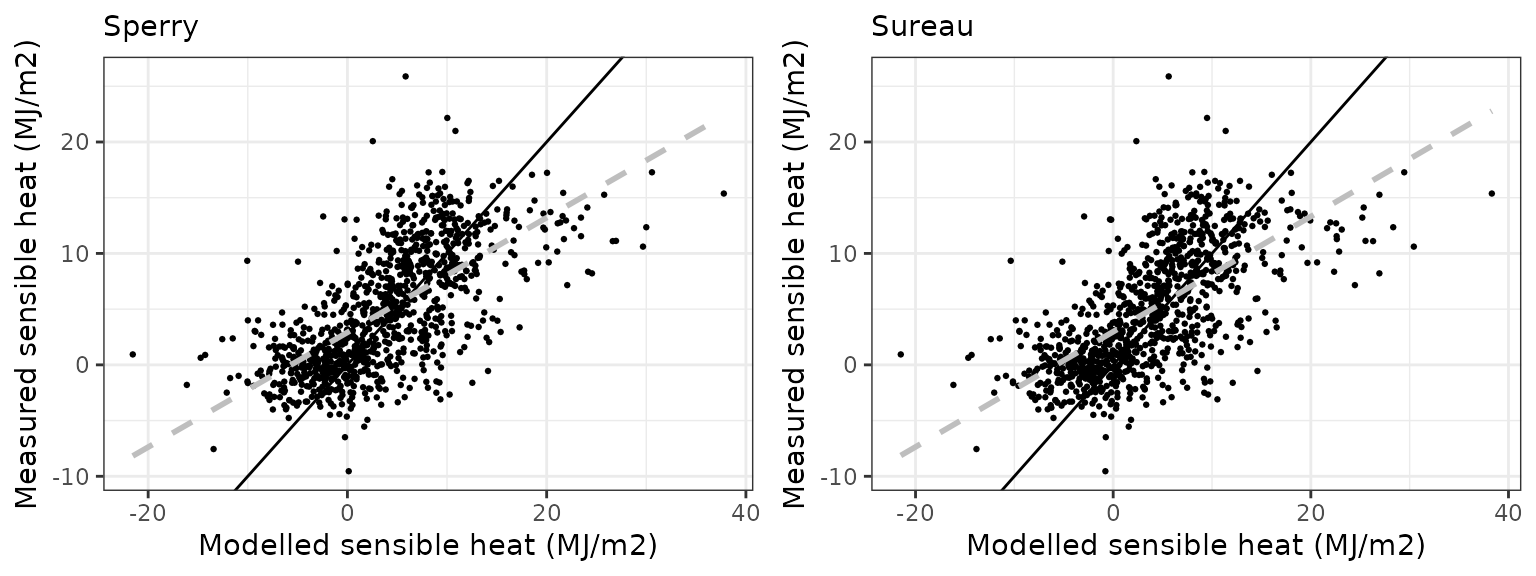 Sperry
Measured sensible heat (MJ/m2)
20
10
0
-10
-20 0 20 40
Modelled sensible heat (MJ/m2)
Sureau
Measured sensible heat (MJ/m2)
20
10
0
-10
-20 0 20 40
Modelled sensible heat (MJ/m2)